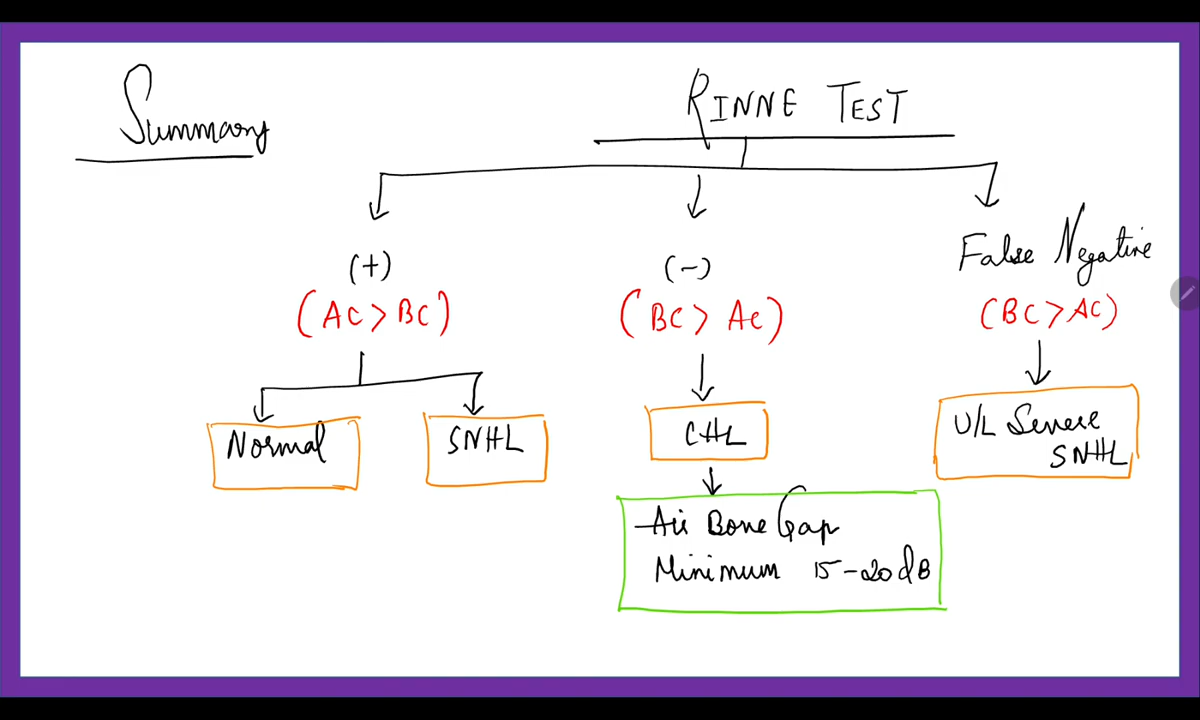 Summary
RINNE TEST
(+)
(AC > BC)
Normal
SNHL
(-)
(BC > AC)
CHL
Air Bone Gap
Minimum 15-20 dB
False Negative
(BC > AC)
U/L Severe
SNHL